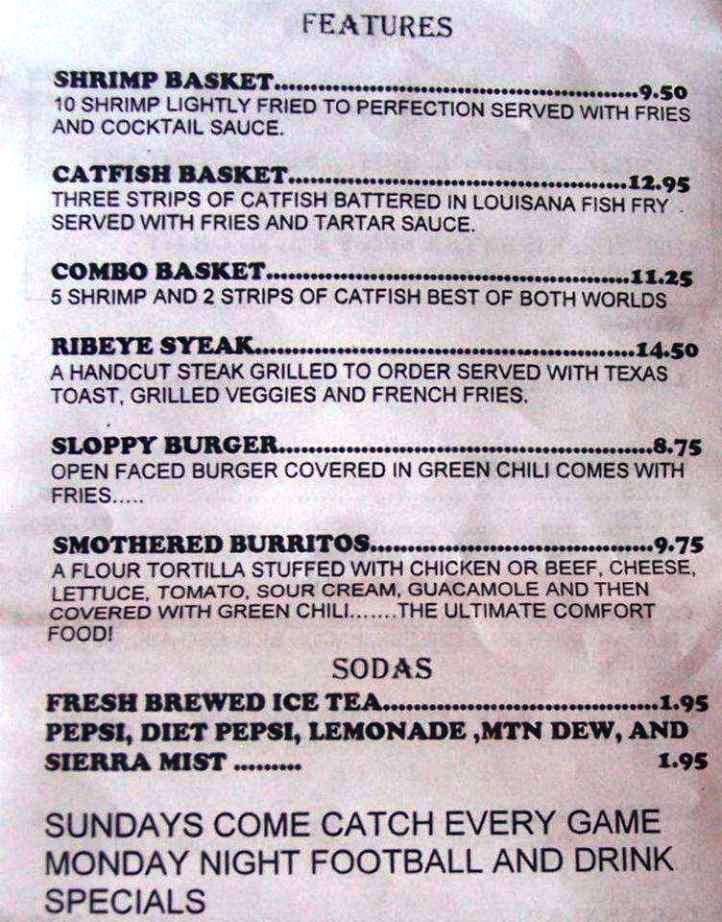 FEATURES
SHRIMP BASKET..................................................9.50
10 SHRIMP LIGHTLY FRIED TO PERFECTION SERVED WITH FRIES
AND COCKTAIL SAUCE.
CATFISH BASKET...............................................12.95
THREE STRIPS OF CATFISH BATTERED IN LOUISANA FISH FRY .
SERVED WITH FRIES AND TARTAR SAUCE.
COMBO BASKET..................................................11.25
5 SHRIMP AND 2 STRIPS OF CATFISH BEST OF BOTH WORLDS
RIBEYE SYEAK....................................................14.50
A HANDCUT STEAK GRILLED TO ORDER SERVED WITH TEXAS
TOAST, GRILLED VEGGIES AND FRENCH FRIES.
SLOPPY BURGER...................................................8.75
OPEN FACED BURGER COVERED IN GREEN CHILI COMES WITH
FRIES.....
SMOTHERED BURRITOS.......................................9.75
A FLOUR TORTILLA STUFFED WITH CHICKEN OR BEEF, CHEESE,
LETTUCE, TOMATO, SOUR CREAM, GUACAMOLE AND THEN
COVERED WITH GREEN CHILI.......THE ULTIMATE COMFORT
FOOD!
SODAS
FRESH BREWED ICE TEA......................................1.95
PEPSI, DIET PEPSI, LEMONADE ,MTN DEW, AND
SIERRA MIST ......... 1.95
SUNDAYS COME CATCH EVERY GAME
MONDAY NIGHT FOOTBALL AND DRINK
SPECIALS